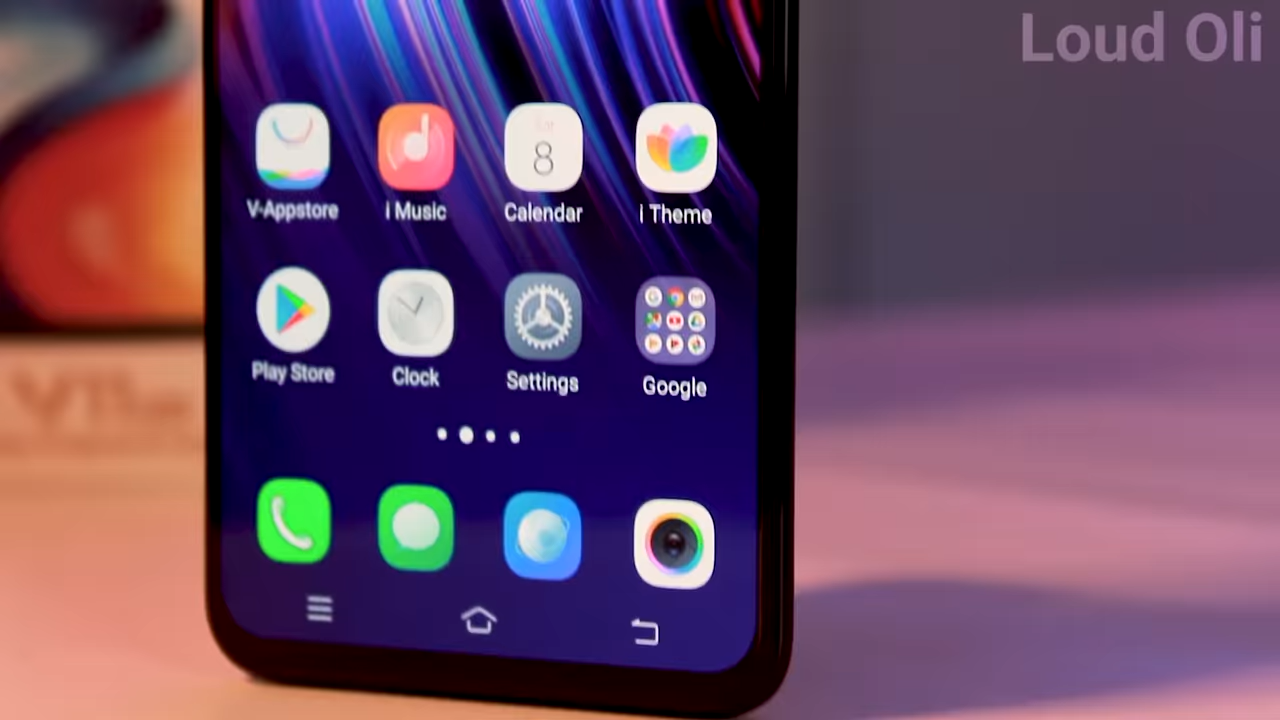 Loud Oli
8
V-Appstore
i Music
Calendar
i Theme
Play Store
Clock
Settings
Google